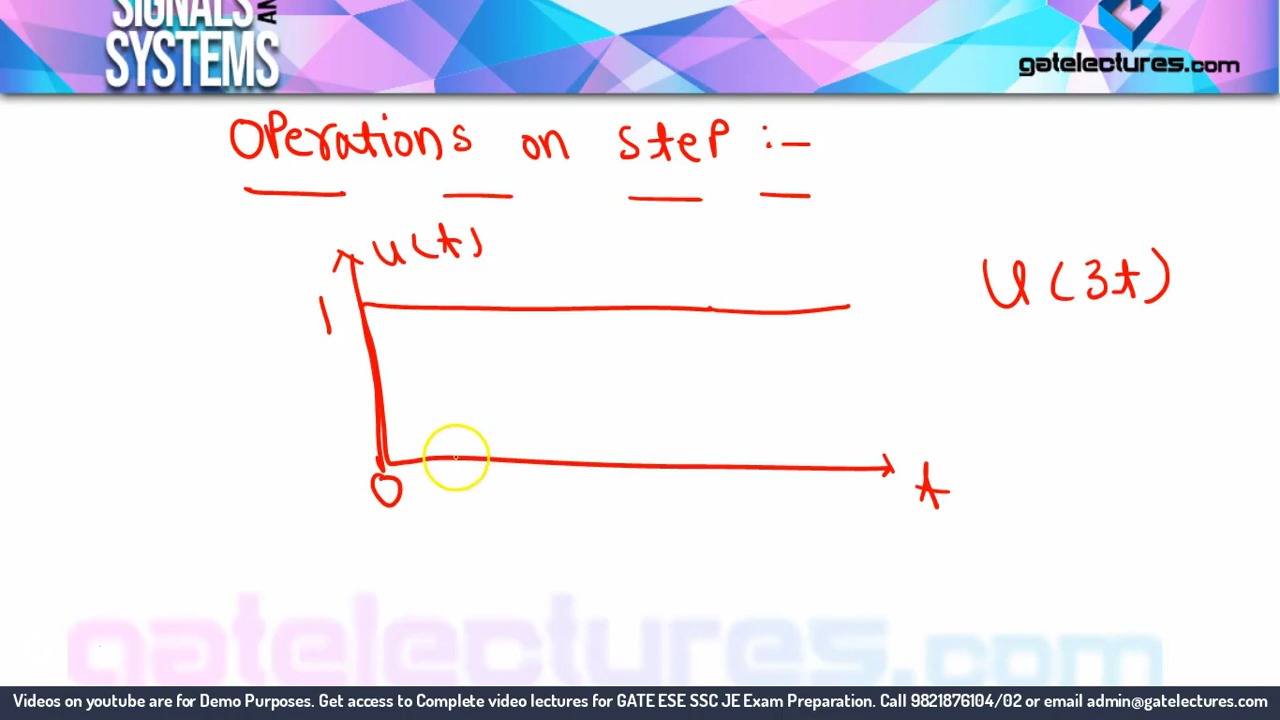 SIGNALS AND
SYSTEMS
gatelectures.com
Operations on step :-
u(t)
1
u(3t)
0
t
gatelectures.com
Videos on youtube are for Demo Purposes. Get access to Complete video lectures for GATE ESE SSC JE Exam Preparation. Call 9821876104/02 or email admin@gatelectures.com